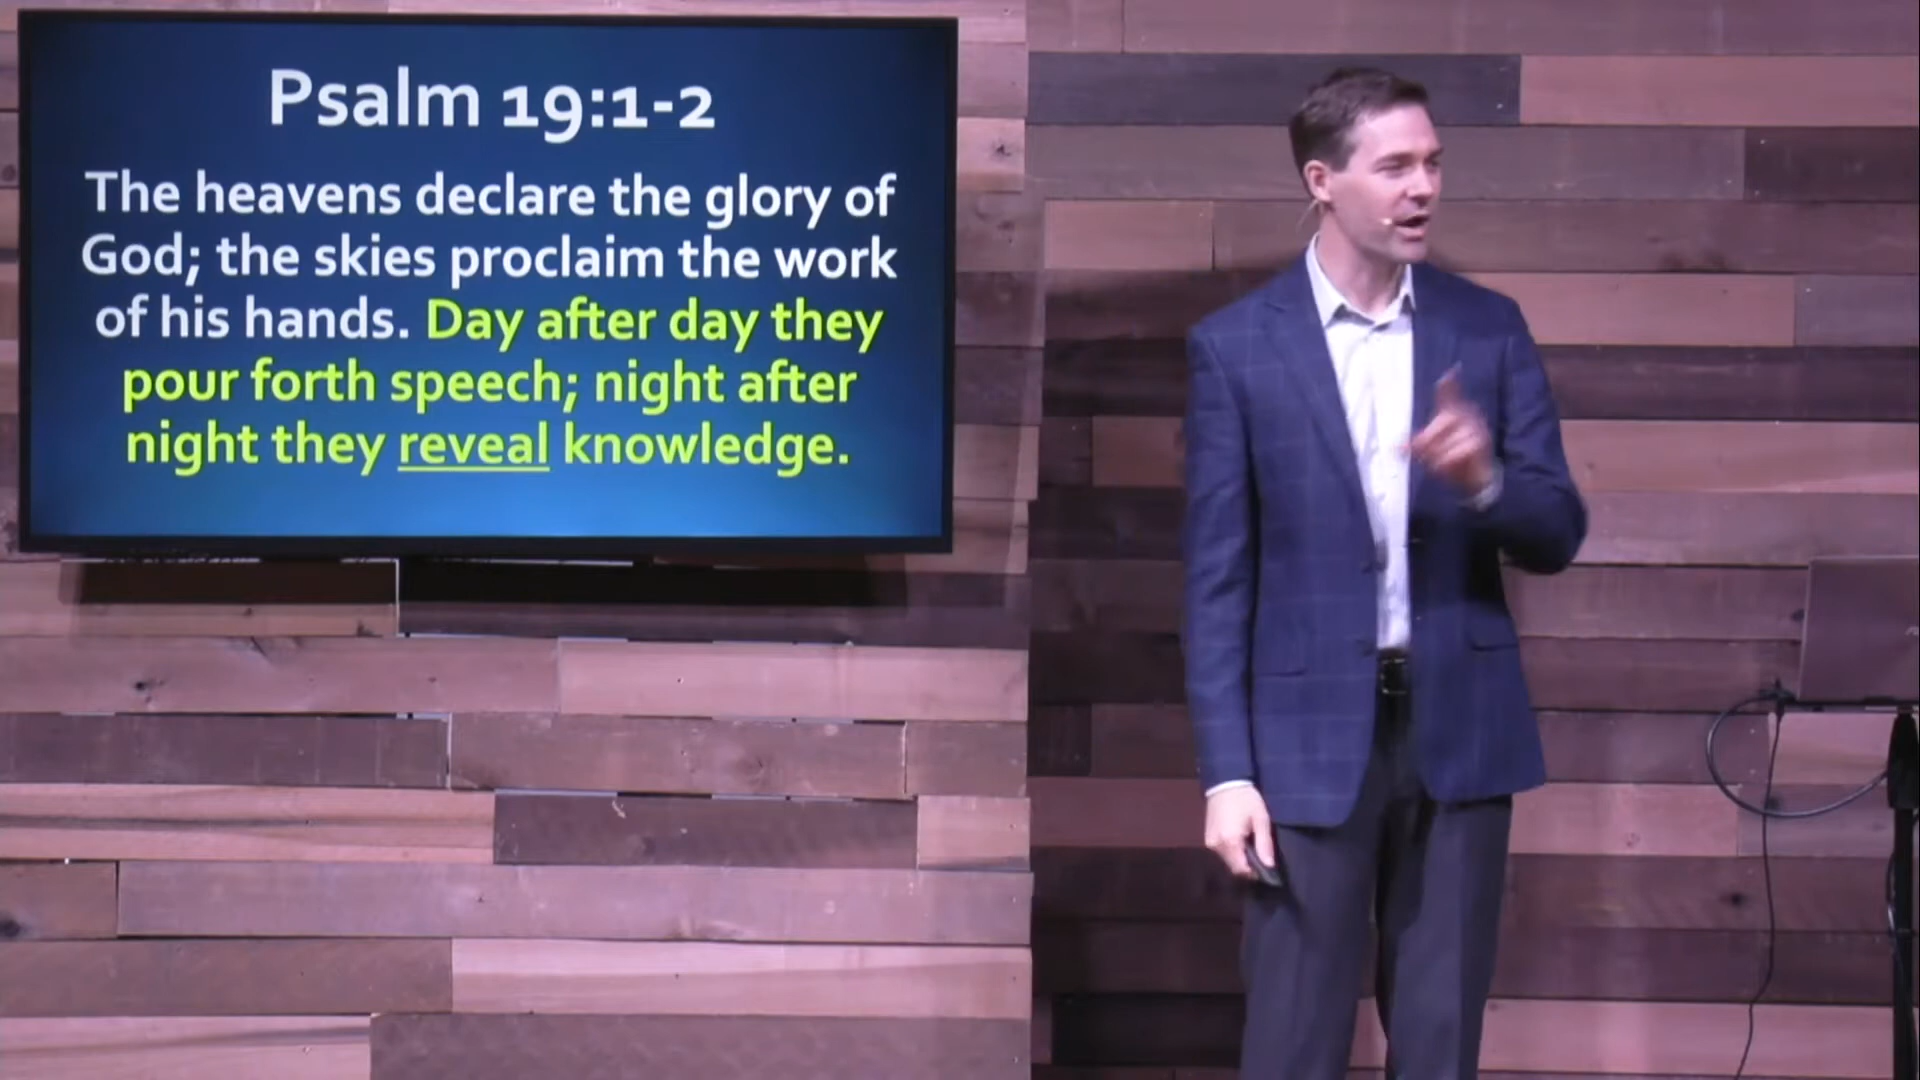 Psalm 19:1-2
The heavens declare the glory of
God; the skies proclaim the work
of his hands. Day after day they
pour forth speech; night after
night they reveal knowledge.